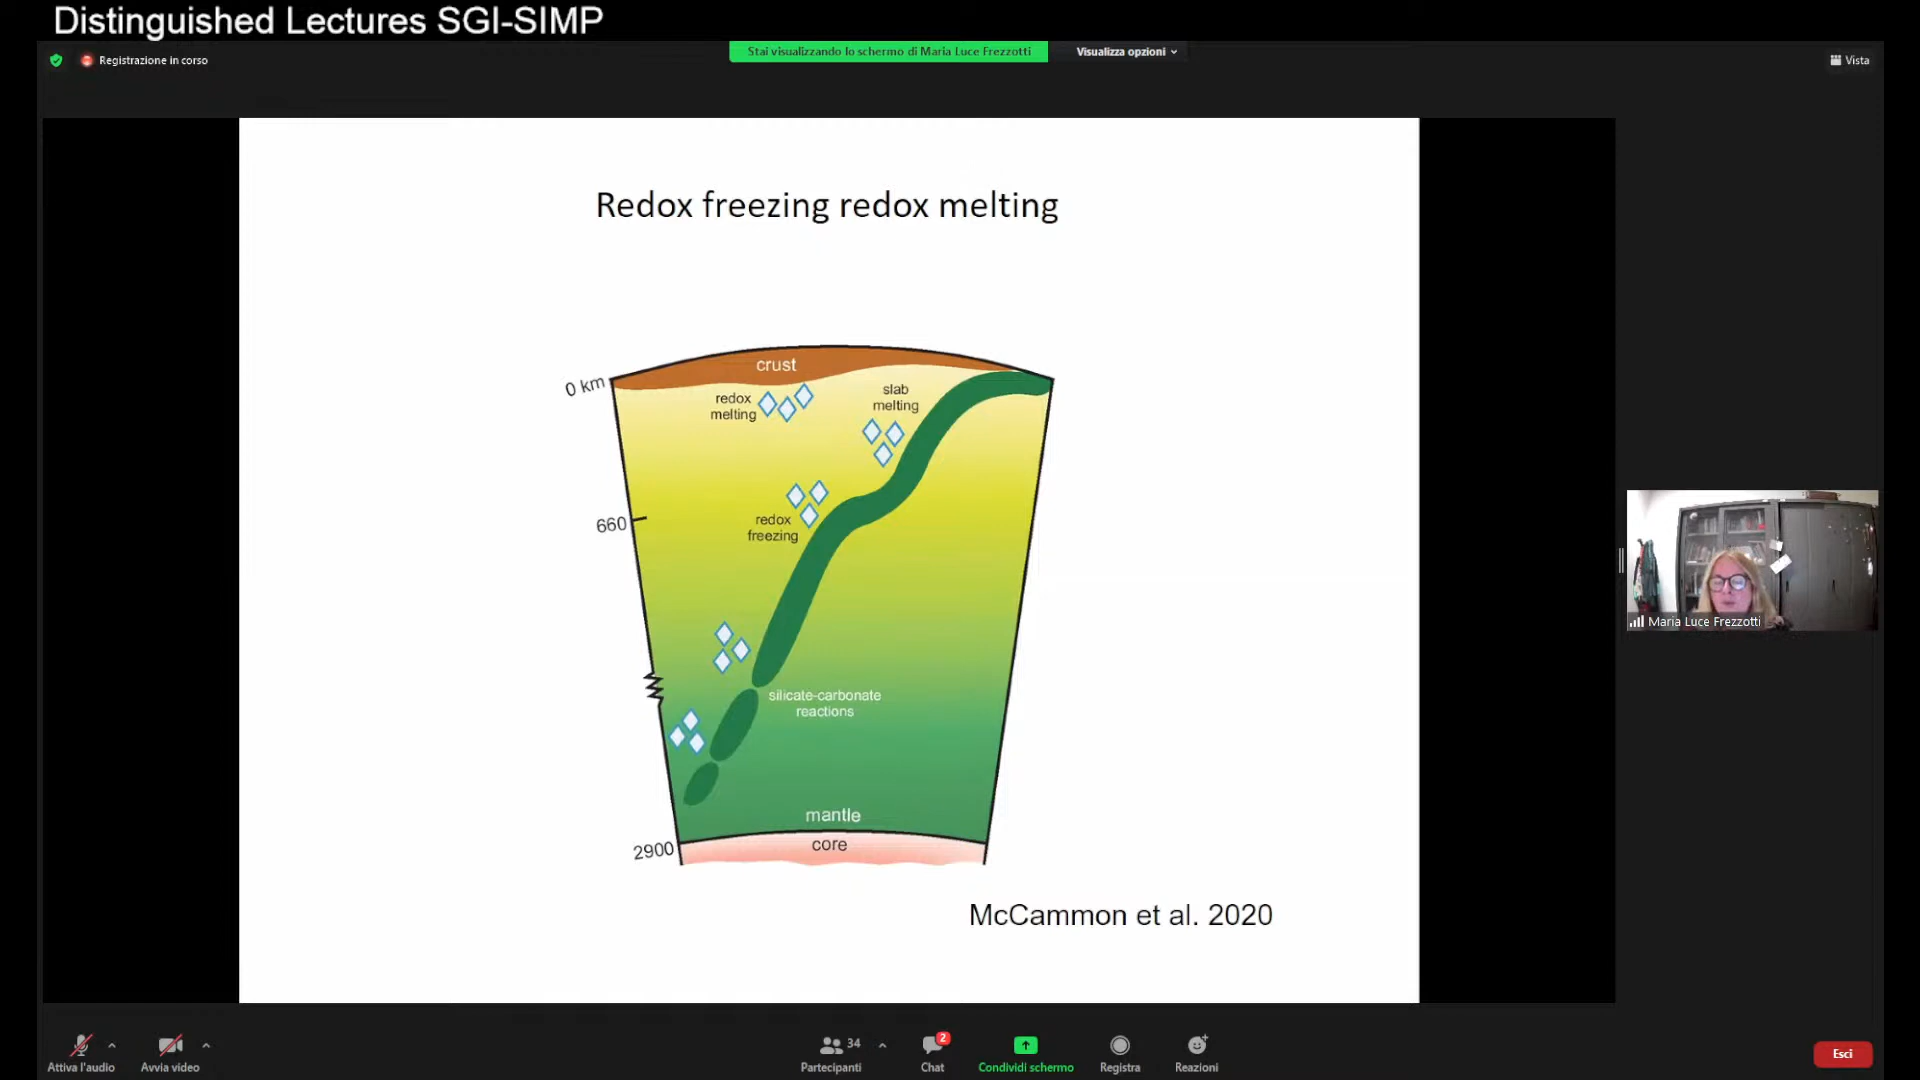 Distinguished Lectures SGI-SIMP
Stai visualizzando lo schermo di Maria Luce Frezzotti
Visualizza opzioni
Registrazione in corso
Vista
Redox freezing redox melting
crust
0 km
redox
melting
slab
melting
660
redox
freezing
silicate-carbonate
reactions
mantle
core
2900
McCammon et al. 2020
Maria Luce Frezzotti
Attiva l'audio
Avvia video
34
Partecipanti
2
Chat
Condividi schermo
Registra
Reazioni
Esci